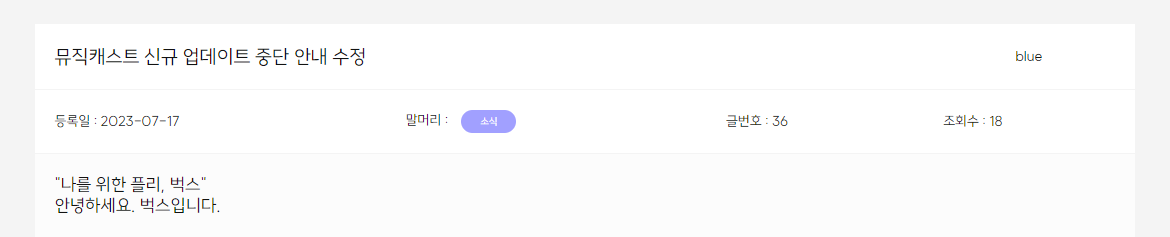 뮤직캐스트 신규 업데이트 중단 안내 수정 blue
등록일 : 2023-07-17 말머리 : 소식 글번호 : 36 조회수 : 18
"나를 위한 플리, 벅스"
안녕하세요. 벅스입니다.